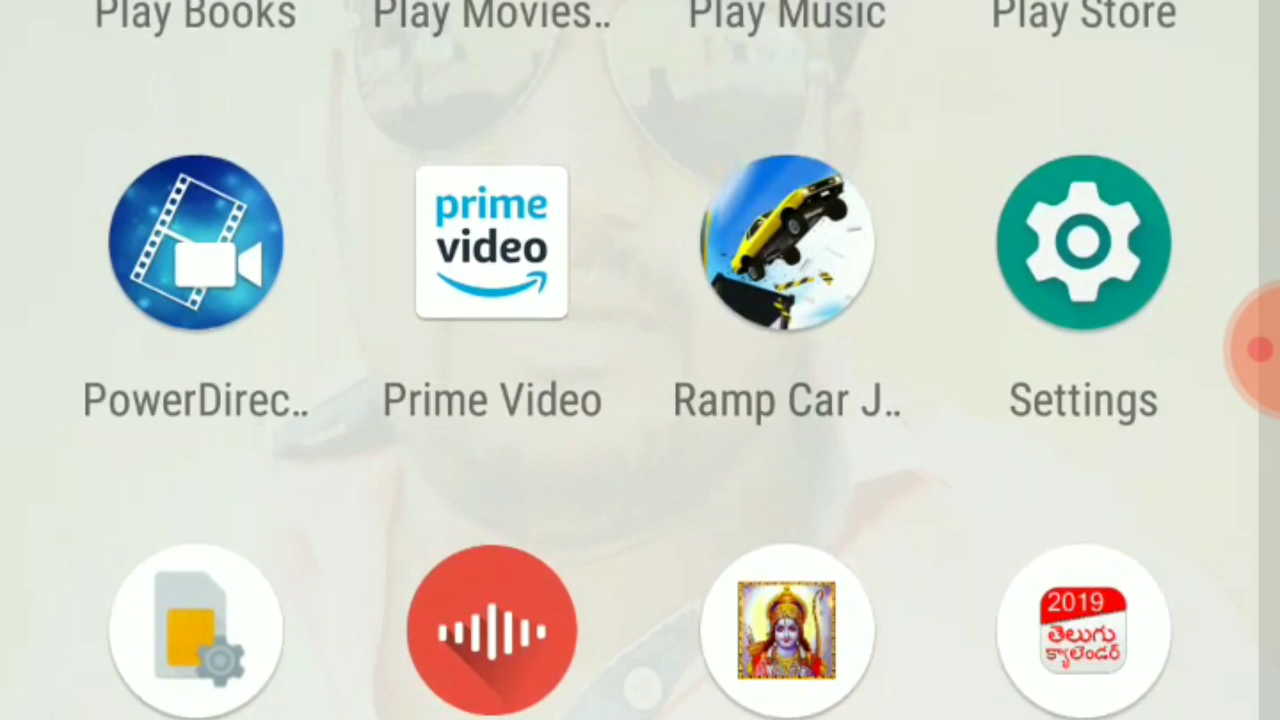 Play Books
Play Movies..
Play Music
Play Store
prime
video
PowerDirec..
Prime Video
Ramp Car J..
Settings
2019
తెలుగు
క్యాలెండర్